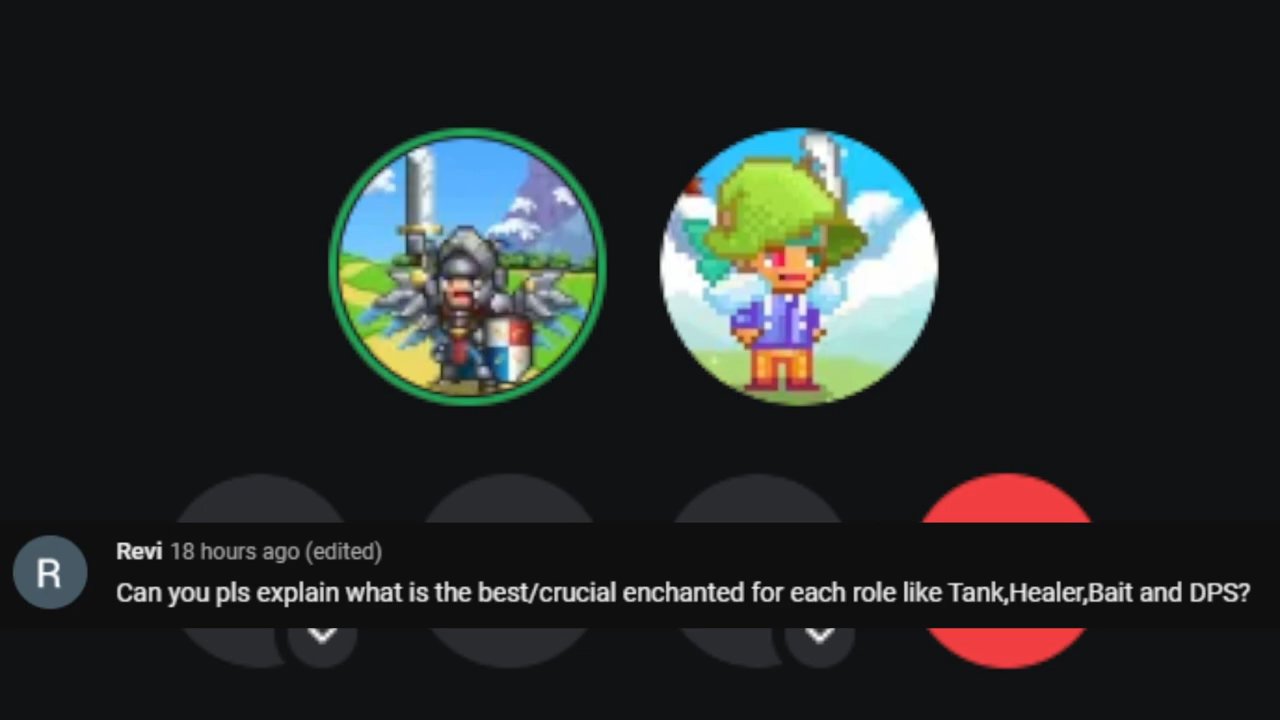 R
Revi 18 hours ago (edited)
Can you pls explain what is the best/crucial enchanted for each role like Tank,Healer,Bait and DPS?